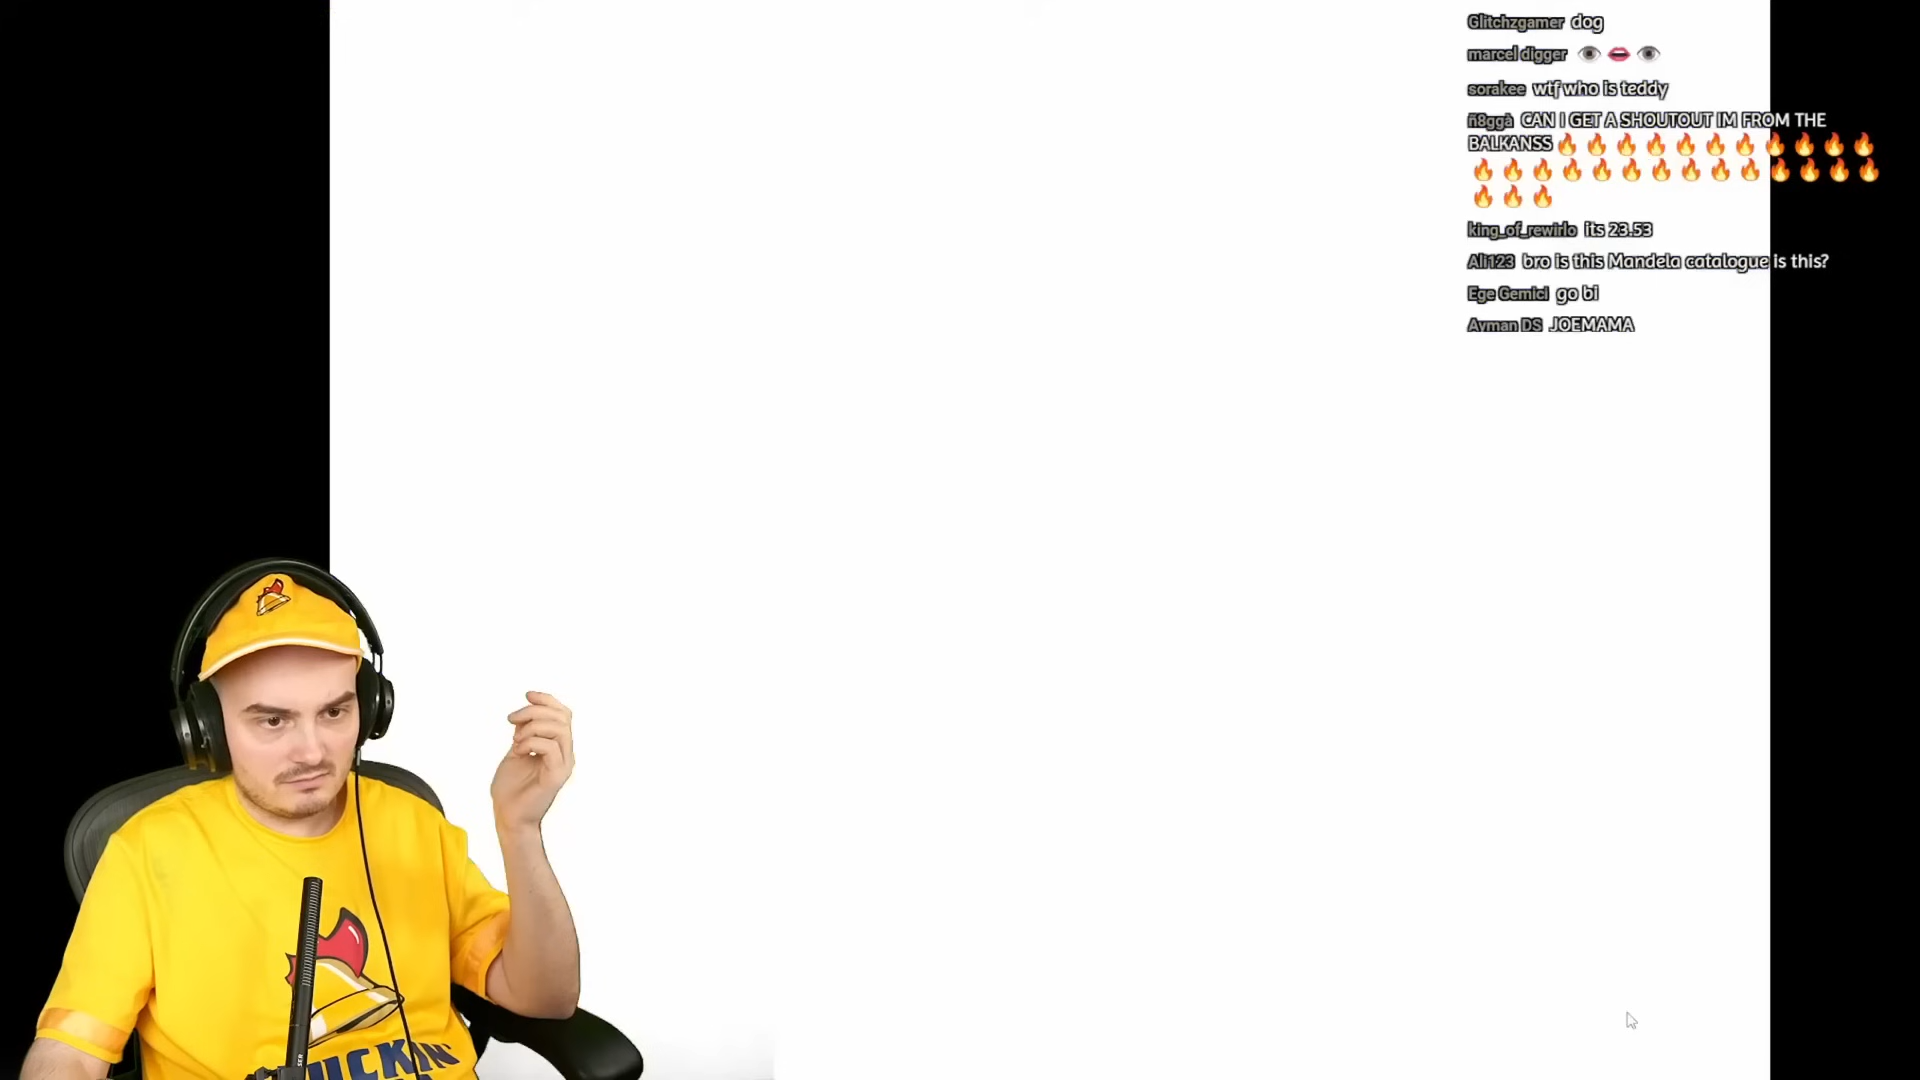 Glitchzgamer dog
marcel digger 👁️ 👄 👁️
sorakee wtf who is teddy
ñ8ggà CAN I GET A SHOUTOUT IM FROM THE
BALKANSS 🔥 🔥 🔥 🔥 🔥 🔥 🔥 🔥 🔥 🔥 🔥
🔥 🔥 🔥 🔥 🔥 🔥 🔥 🔥 🔥 🔥 🔥 🔥 🔥 🔥
🔥 🔥 🔥
king_of_rewirlo its 23.53
Ali123 bro is this Mandela catalogue is this?
Ege Gemici go bi
Ayman DS JOEMAMA